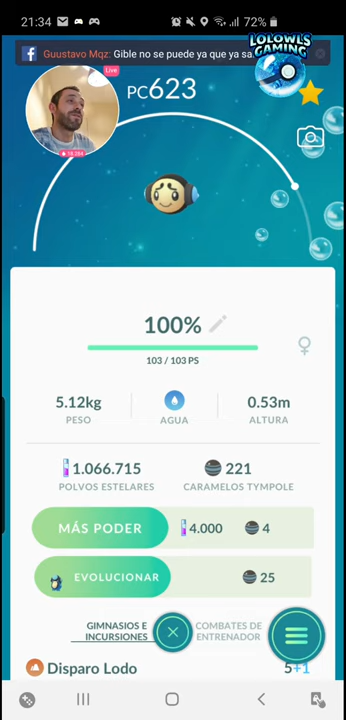 21:34
72%
Guustavo Mqz: Gible no se puede ya que ya sa
LOLOWLS
GAMING
Live
PC623
100%
103 / 103 PS
5.12kg
0.53m
PESO
AGUA
ALTURA
1.066.715
221
POLVOS ESTELARES
CARAMELOS TYMPOLE
MÁS PODER
4.000
4
EVOLUCIONAR
25
GIMNASIOS E
INCURSIONES
COMBATES DE
ENTRENADOR
Disparo Lodo
5+1